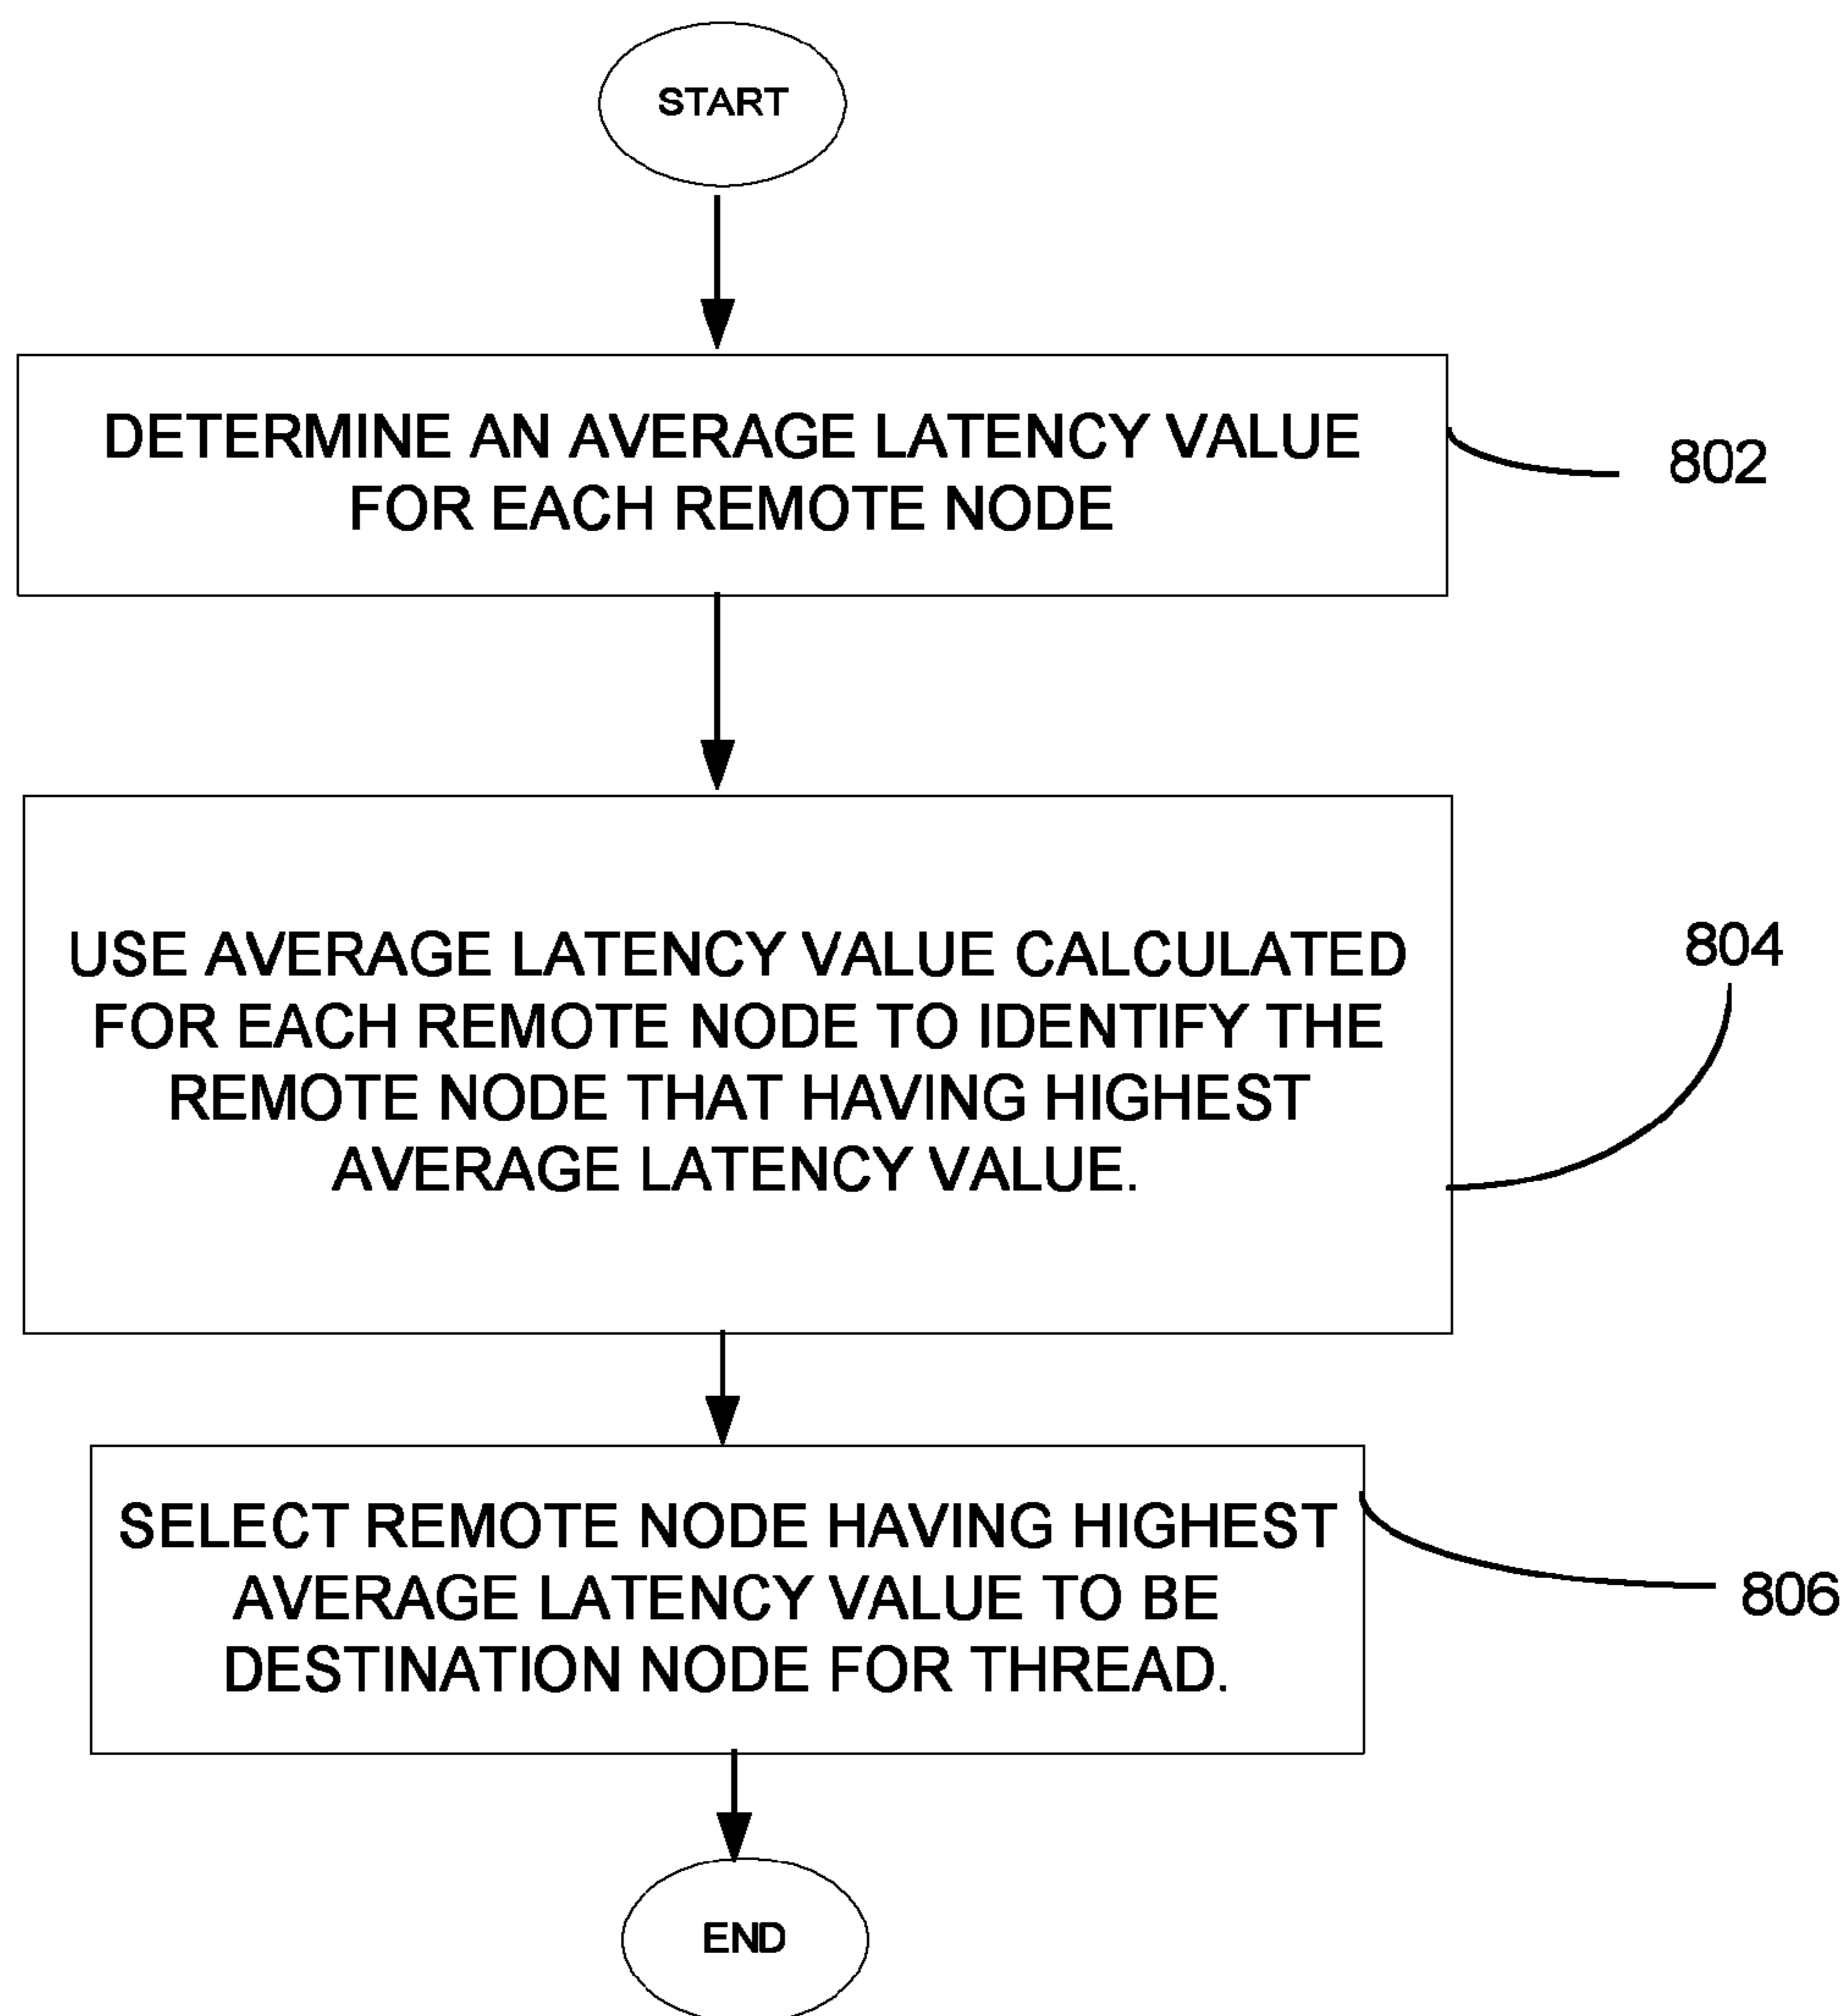 START
DETERMINE AN AVERAGE LATENCY VALUE
FOR EACH REMOTE NODE
802
USE AVERAGE LATENCY VALUE CALCULATED
FOR EACH REMOTE NODE TO IDENTIFY THE
REMOTE NODE THAT HAVING HIGHEST
AVERAGE LATENCY VALUE.
804
SELECT REMOTE NODE HAVING HIGHEST
AVERAGE LATENCY VALUE TO BE
DESTINATION NODE FOR THREAD.
806
END